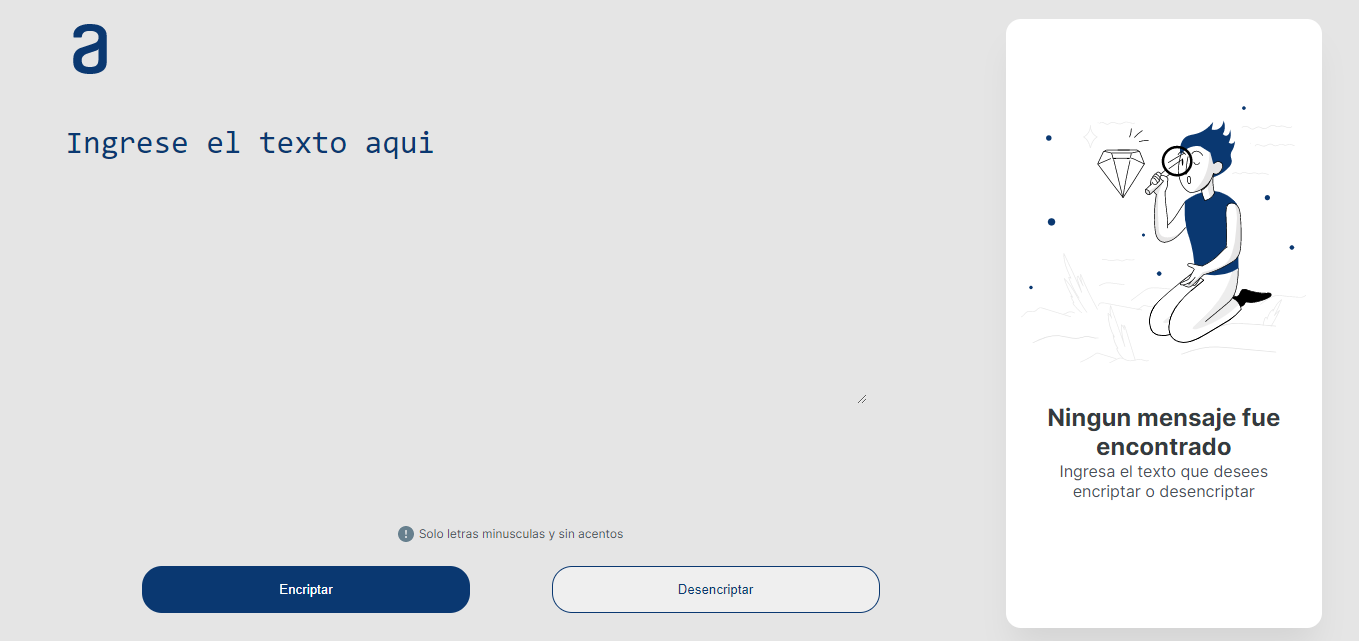 a
Ingrese el texto aqui
Solo letras minusculas y sin acentos
Encriptar
Desencriptar
Ningun mensaje fue
encontrado
Ingresa el texto que desees
encriptar o desencriptar